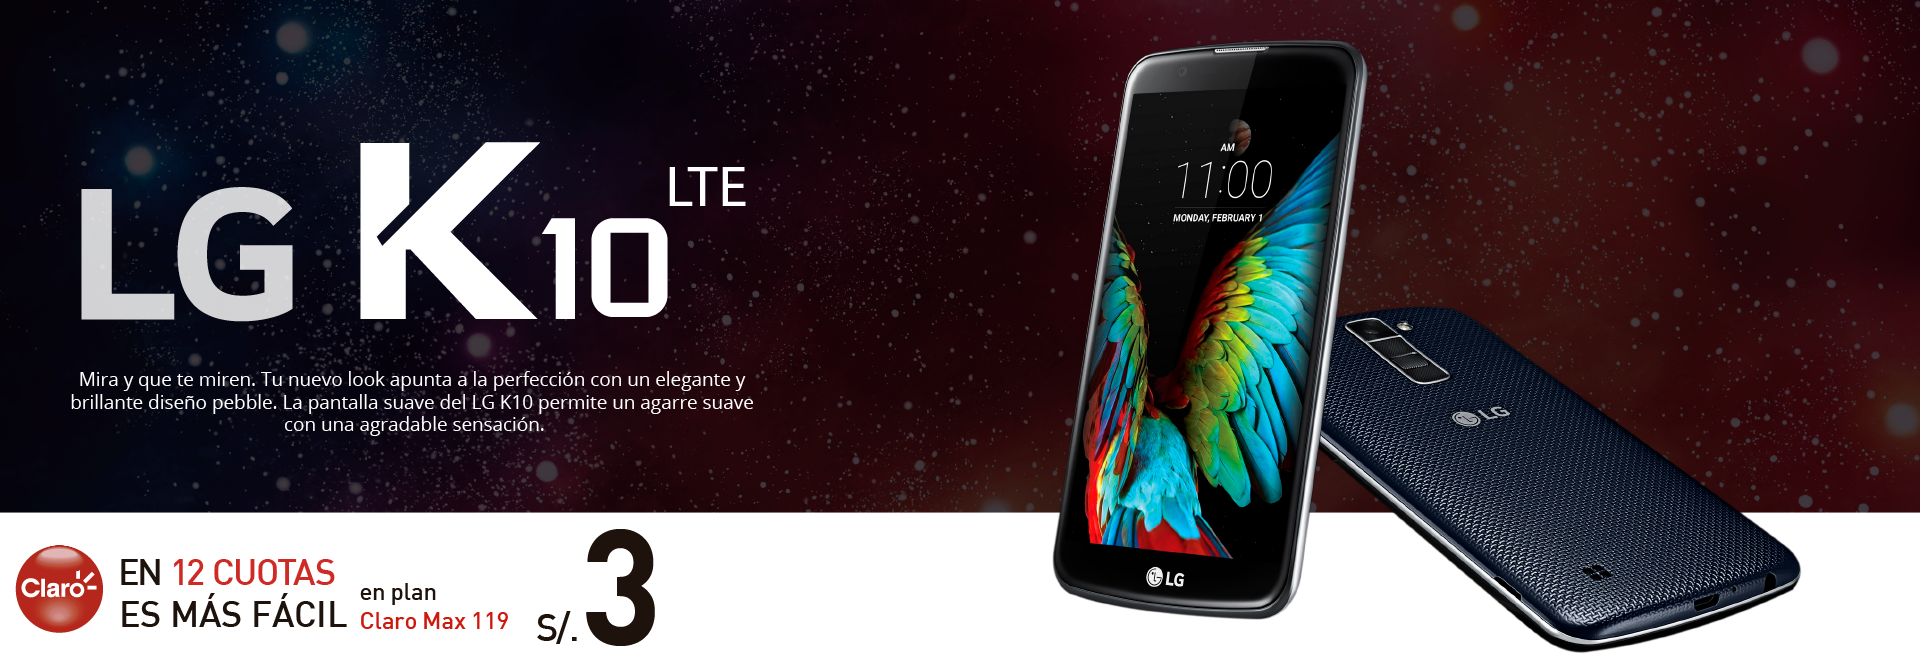 LG K10 LTE
Mira y que te miren. Tu nuevo look apunta a la perfección con un elegante y
brillante diseño pebble. La pantalla suave del LG K10 permite un agarre suave
con una agradable sensación.
AM
11:00
MONDAY, FEBRUARY 1
LG
LG
Claro
EN 12 CUOTAS
ES MÁS FÁCIL
en plan
Claro Max 119
S/. 3